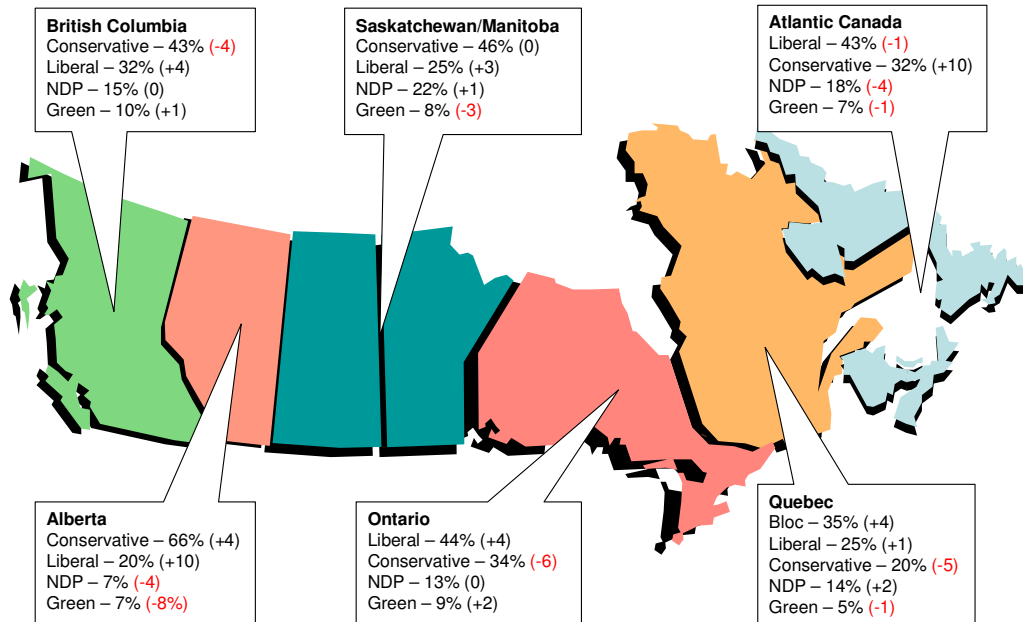 British Columbia
Conservative – 43% (-4)
Liberal – 32% (+4)
NDP – 15% (0)
Green – 10% (+1)
Saskatchewan/Manitoba
Conservative – 46% (0)
Liberal – 25% (+3)
NDP – 22% (+1)
Green – 8% (-3)
Atlantic Canada
Liberal – 43% (-1)
Conservative – 32% (+10)
NDP – 18% (-4)
Green – 7% (-1)
Alberta
Conservative – 66% (+4)
Liberal – 20% (+10)
NDP – 7% (-4)
Green – 7% (-8%)
Ontario
Liberal – 44% (+4)
Conservative – 34% (-6)
NDP – 13% (0)
Green – 9% (+2)
Quebec
Bloc – 35% (+4)
Liberal – 25% (+1)
Conservative – 20% (-5)
NDP – 14% (+2)
Green – 5% (-1)